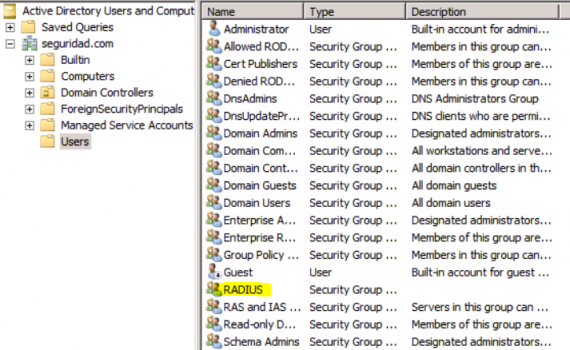 Active Directory Users and Comput
Saved Queries
seguridad.com
Builtin
Computers
Domain Controllers
ForeignSecurityPrincipals
Managed Service Accounts
Users
Name Type Description
Administrator User Built-in account for admini...
Allowed ROD... Security Group ... Members in this group can...
Cert Publishers Security Group ... Members of this group are...
Denied ROD... Security Group ... Members in this group can...
DnsAdmins Security Group ... DNS Administrators Group
DnsUpdatePr... Security Group ... DNS clients who are permi...
Domain Admins Security Group ... Designated administrators...
Domain Com... Security Group ... All workstations and serve...
Domain Cont... Security Group ... All domain controllers in th...
Domain Guests Security Group ... All domain guests
Domain Users Security Group ... All domain users
Enterprise A... Security Group ... Designated administrators...
Enterprise R... Security Group ... Members of this group are...
Group Policy ... Security Group ... Members in this group can...
Guest User Built-in account for guest ...
RADIUS Security Group ...
RAS and IAS ... Security Group ... Servers in this group can ...
Read-only D... Security Group ... Members of this group are...
Schema Admins Security Group ... Designated administrators...